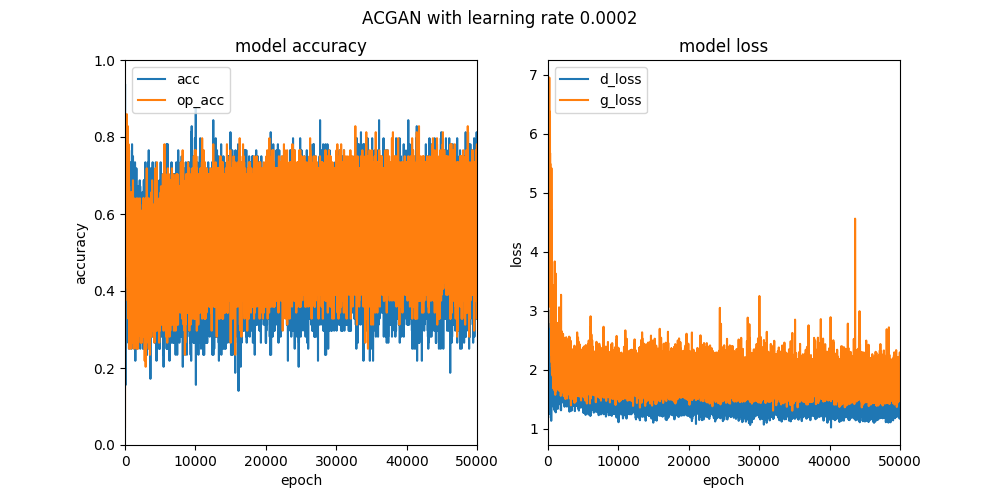 ACGAN with learning rate 0.0002
model accuracy
acc
op_acc
1.0
0.8
0.6
0.4
0.2
0.0
accuracy
0 10000 20000 30000 40000 50000
epoch
model loss
d_loss
g_loss
7
6
5
4
3
2
1
loss
0 10000 20000 30000 40000 50000
epoch